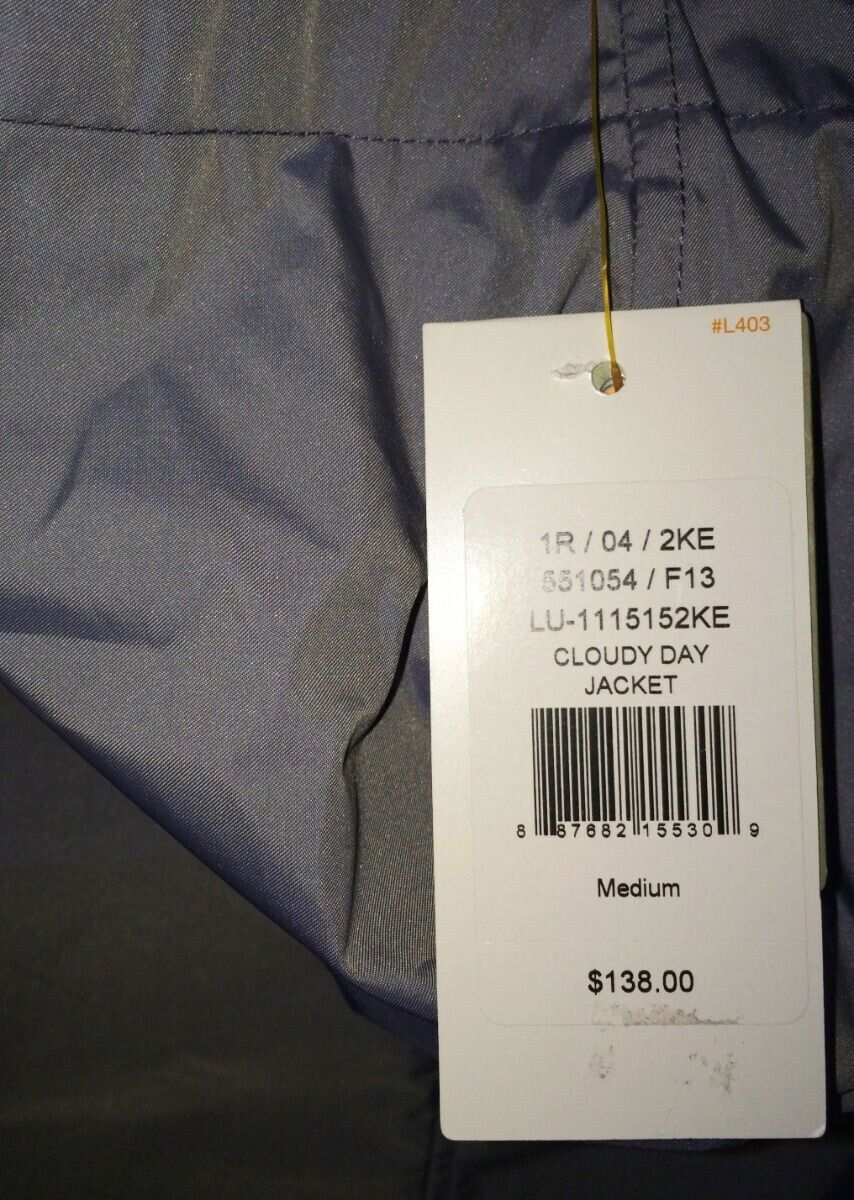 #L403
1R / 04 / 2KE
551054 / F13
LU-1115152KE
CLOUDY DAY
JACKET
8 87682 15530 9
Medium
$138.00